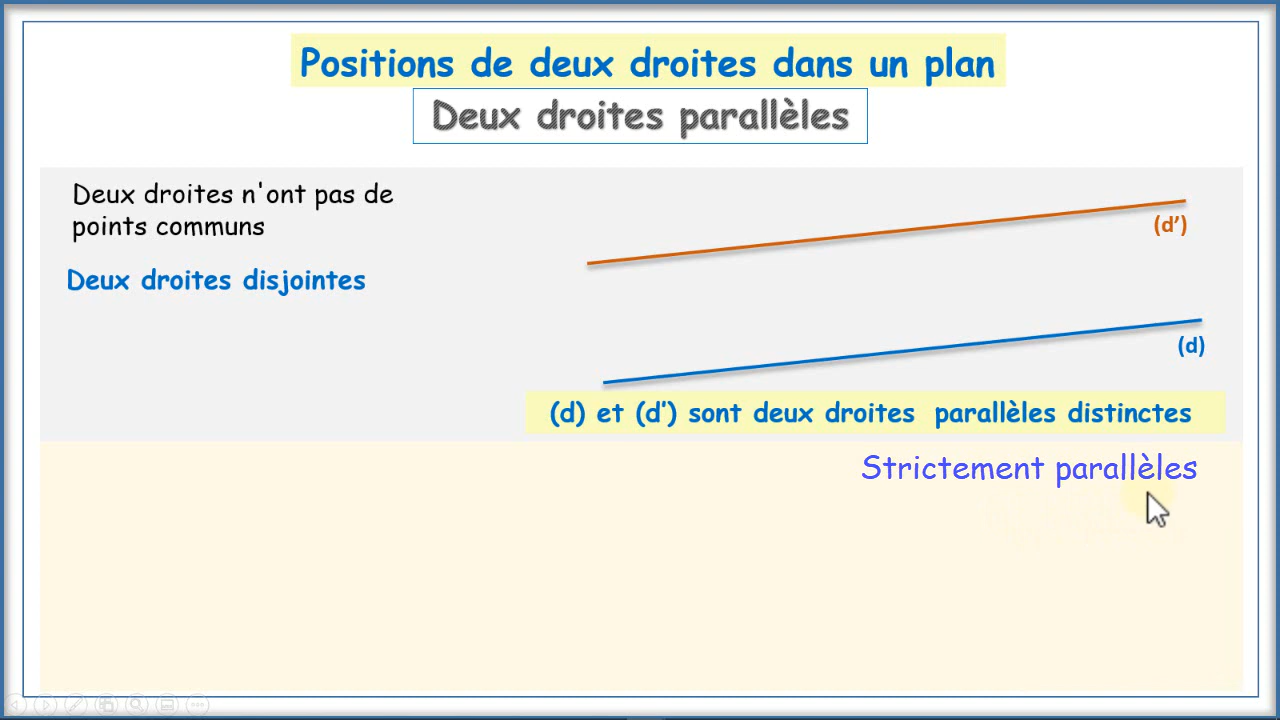 Positions de deux droites dans un plan
Deux droites parallèles
Deux droites n'ont pas de
points communs
Deux droites disjointes
(d’)
(d)
(d) et (d’) sont deux droites parallèles distinctes
Strictement parallèles